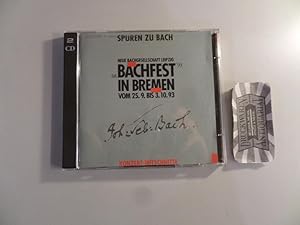 SPUREN ZU BACH
NEUE BACHGESELLSCHAFT LEIPZIG
BACHFEST
IN BREMEN
VOM 25. 9. BIS 3. 10. 93
Joh. Seb. Bach
KONZERT-MITSCHNITTE
2
CD